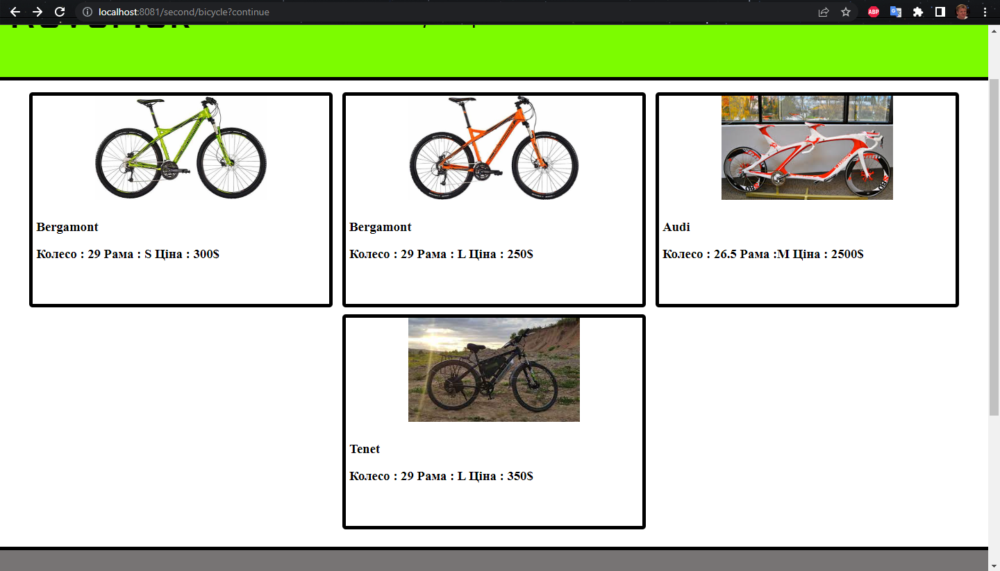 localhost:8081/second/bicycle?continue
ABP
Bergamont
Колесо : 29 Рама : S Ціна : 300$
Bergamont
Колесо : 29 Рама : L Ціна : 250$
Audi
Колесо : 26.5 Рама :M Ціна : 2500$
Tenet
Колесо : 29 Рама : L Ціна : 350$